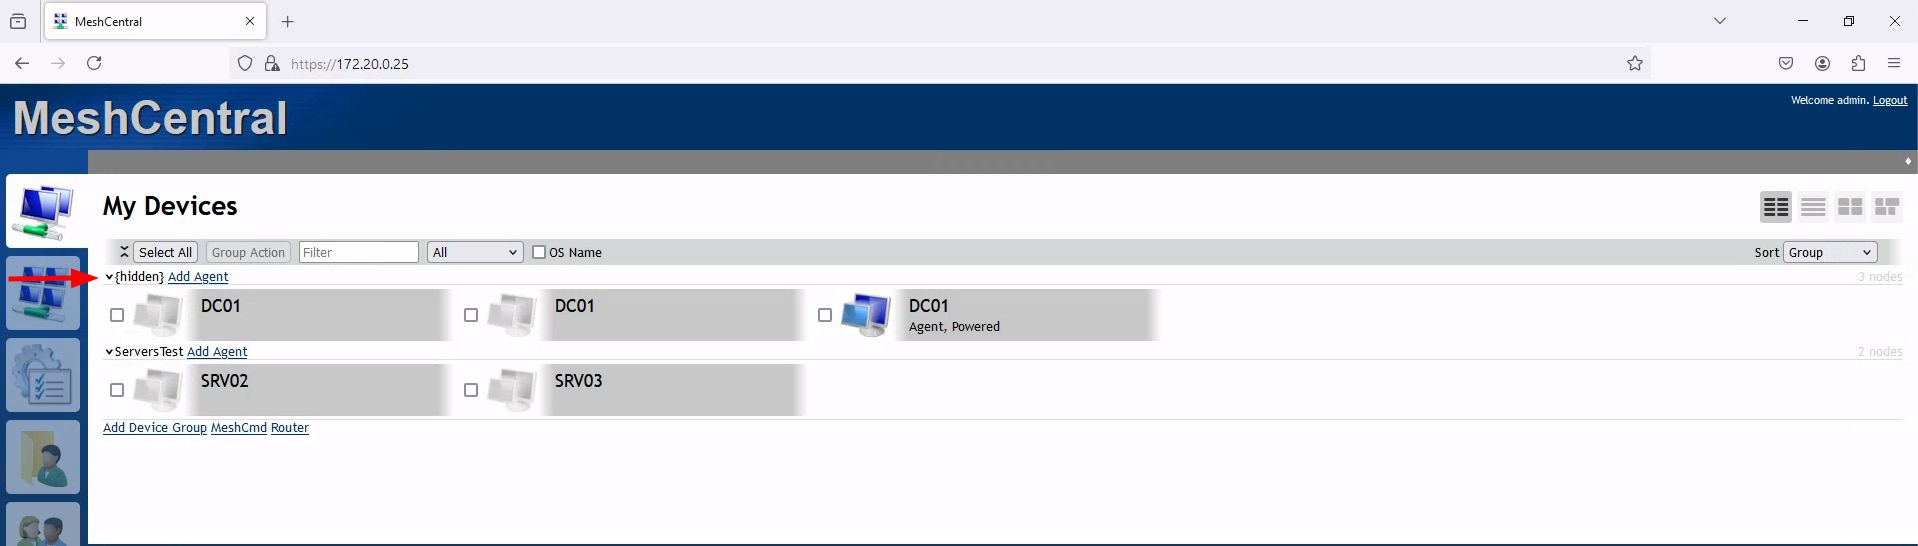 MeshCentral
https://172.20.0.25
MeshCentral
Welcome admin. Logout
My Devices
Select All Group Action Filter All OS Name Sort Group
{hidden} Add Agent 3 nodes
DC01 DC01 DC01
Agent, Powered
ServersTest Add Agent 2 nodes
SRV02 SRV03
Add Device Group MeshCmd Router